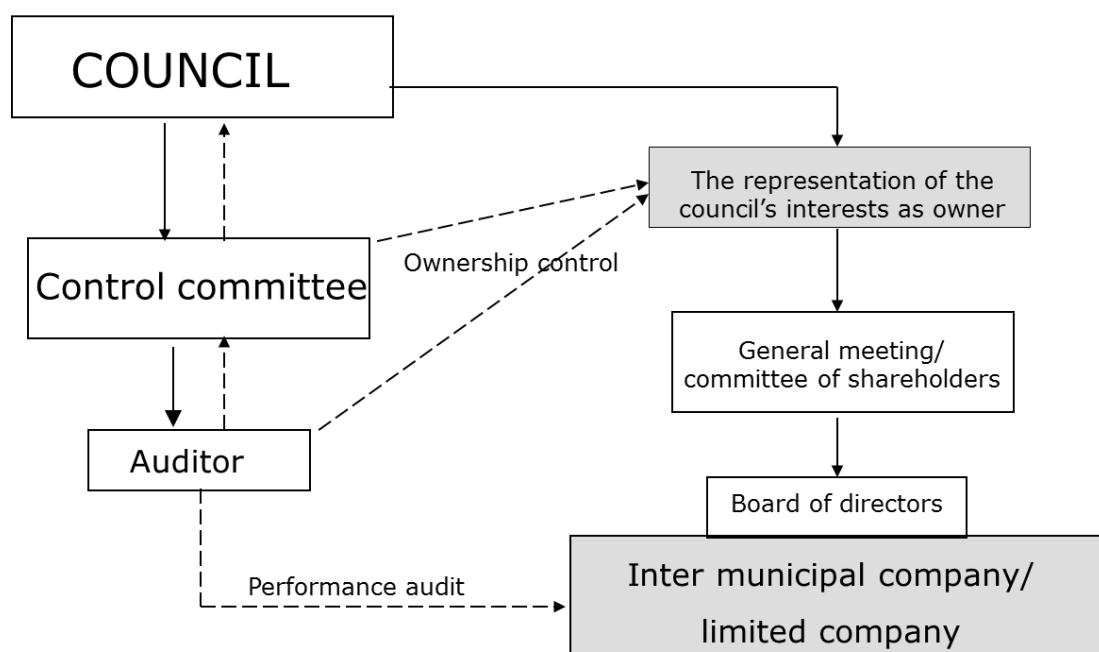 COUNCIL
The representation of the
council’s interests as owner
Ownership control
Control committee
General meeting/
committee of shareholders
Auditor
Board of directors
Performance audit
Inter municipal company/
limited company